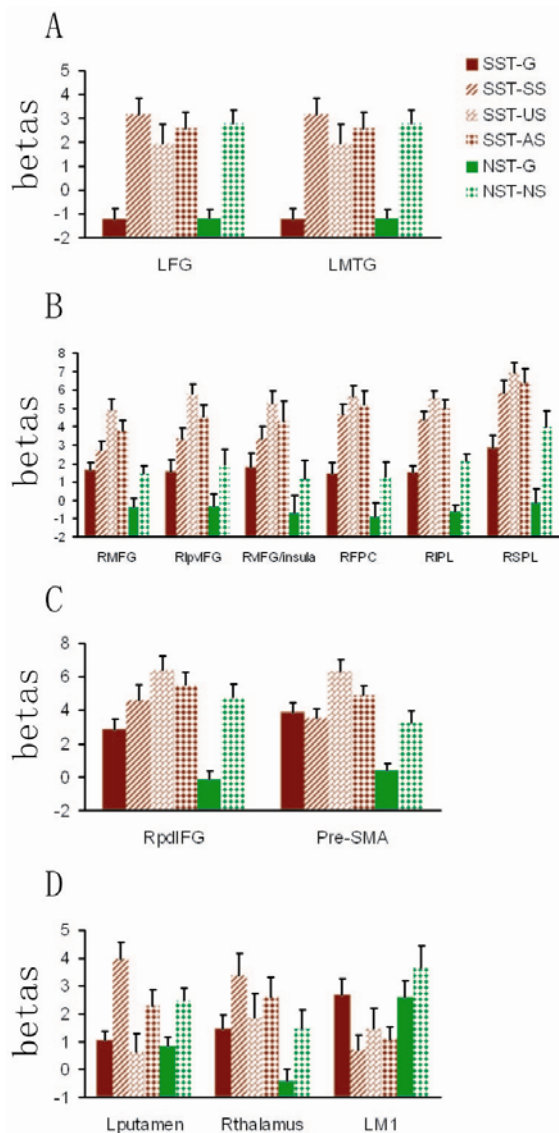 A
SST-G
SST-SS
SST-US
SST-AS
NST-G
NST-NS
betas
5
4
3
2
1
0
-1
-2
LFG LMTG
B
betas
8
7
6
5
4
3
2
1
0
-1
-2
RMFG RlpvIFG RvIFG/insula RFPC RIPL RSPL
C
betas
8
6
4
2
0
-2
RpdIFG Pre-SMA
D
betas
5
4
3
2
1
0
-1
Lputamen Rthalamus LM1